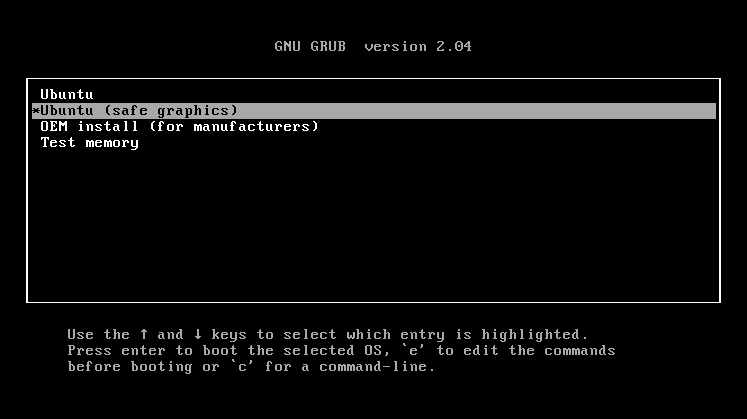 GNU GRUB  version 2.04
Ubuntu
*Ubuntu (safe graphics)
OEM install (for manufacturers)
Test memory
Use the ↑ and ↓ keys to select which entry is highlighted.
Press enter to boot the selected OS, `e' to edit the commands
before booting or `c' for a command-line.